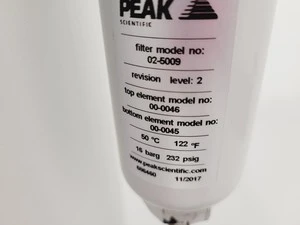 PEAK
SCIENTIFIC
filter model no:
02-5009
revision level: 2
top element model no:
00-0046
bottom element model no:
00-0045
50 °C 122 °F
16 barg 232 psig
www.peakscientific.com
11/2017